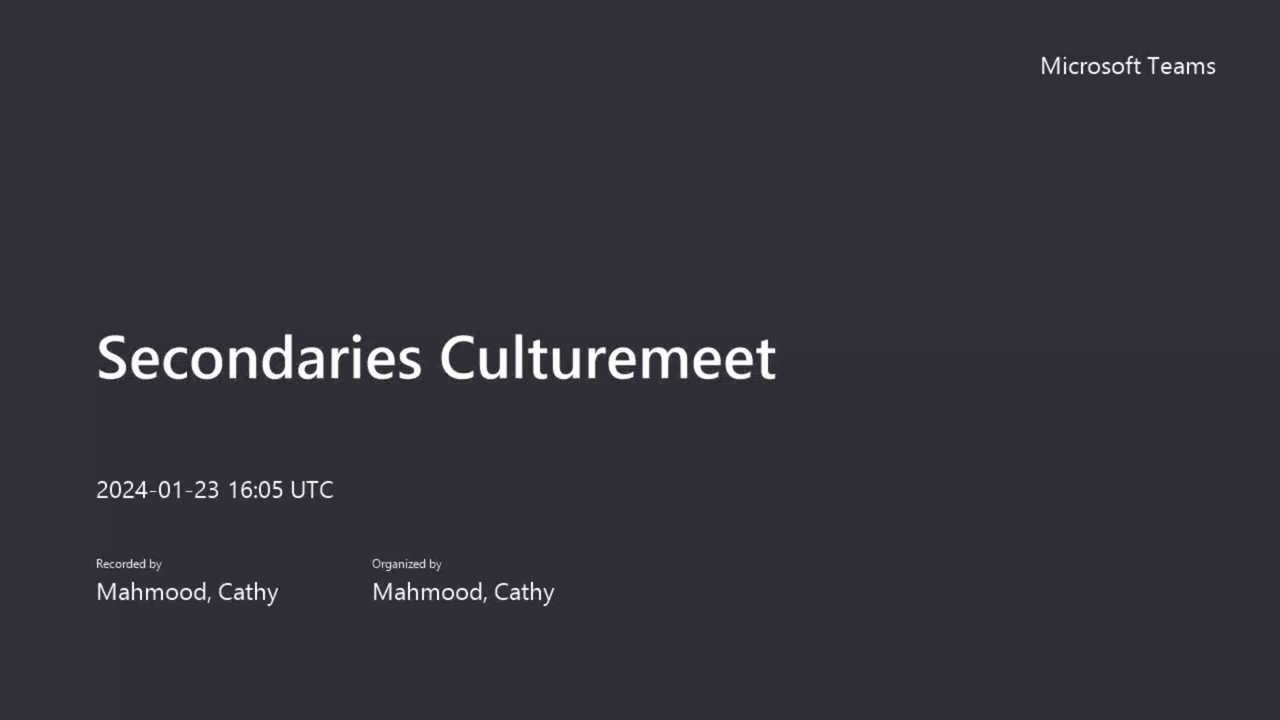 Microsoft Teams
Secondaries Culturemeet
2024-01-23 16:05 UTC
Recorded by
Mahmood, Cathy
Organized by
Mahmood, Cathy